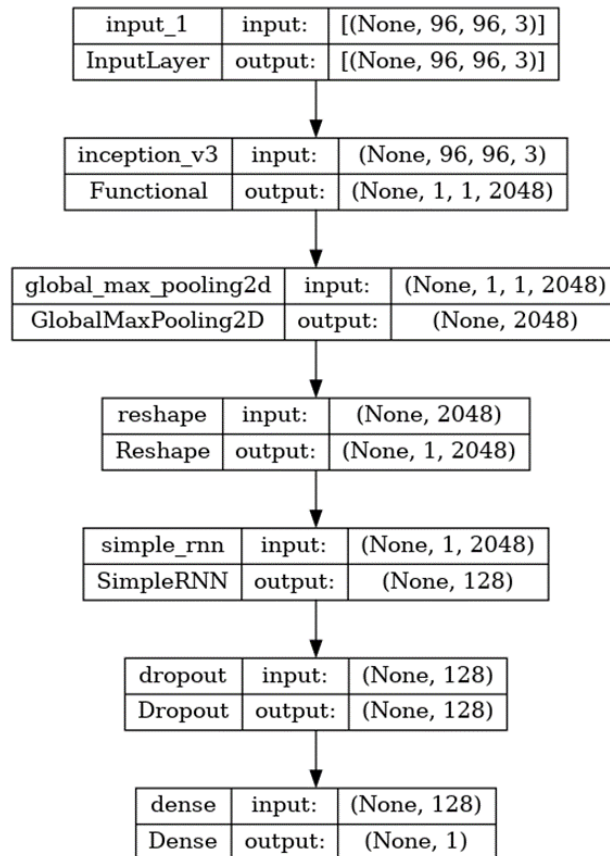 input_1 input: [(None, 96, 96, 3)]
InputLayer output: [(None, 96, 96, 3)]
inception_v3 input: (None, 96, 96, 3)
Functional output: (None, 1, 1, 2048)
global_max_pooling2d input: (None, 1, 1, 2048)
GlobalMaxPooling2D output: (None, 2048)
reshape input: (None, 2048)
Reshape output: (None, 1, 2048)
simple_rnn input: (None, 1, 2048)
SimpleRNN output: (None, 128)
dropout input: (None, 128)
Dropout output: (None, 128)
dense input: (None, 128)
Dense output: (None, 1)